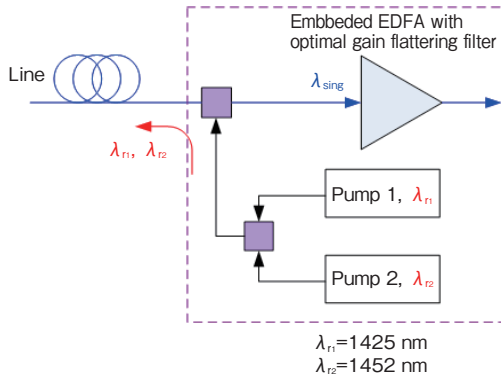 Embbeded EDFA with
optimal gain flattering filter
Line
λsing
λr1, λr2
Pump 1, λr1
Pump 2, λr2
λr1=1425 nm
λr2=1452 nm